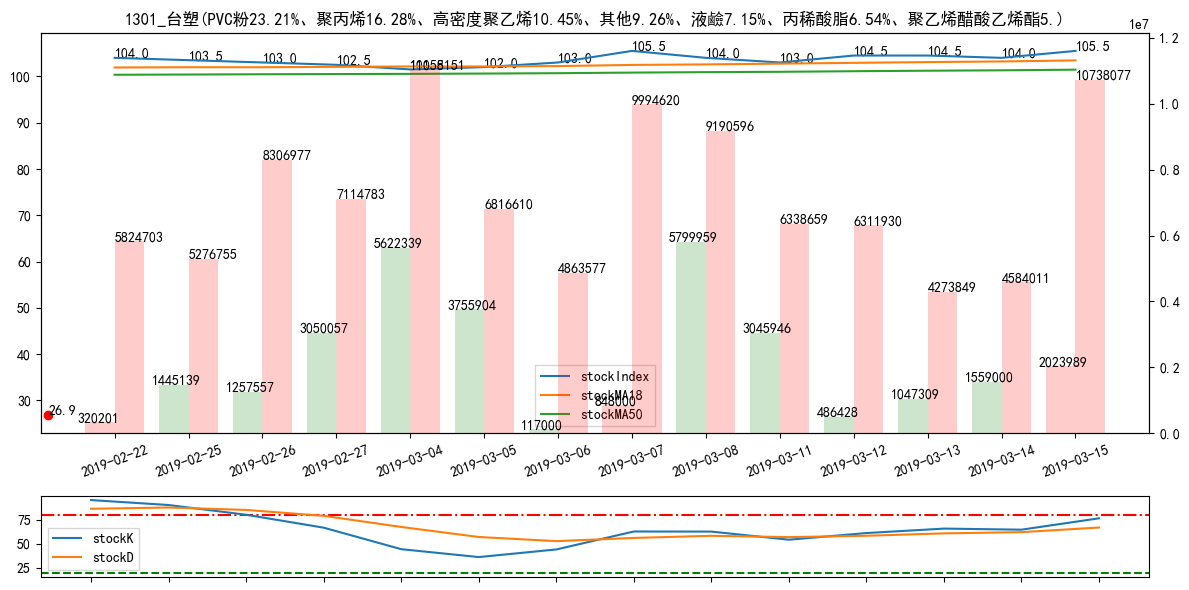 1301_台塑(PVC粉23.21%、聚丙烯16.28%、高密度聚乙烯10.45%、其他9.26%、液鹼7.15%、丙稀酸脂6.54%、聚乙烯醋酸乙烯酯5.)
1e7
104.0 103.5 103.0 102.5 102.0 103.0 105.5 104.0 103.0 104.5 104.5 104.0 105.5
100 90 80 70 60 50 40 30
1.2 1.0 0.8 0.6 0.4 0.2 0.0
5824703 5276755 8306977 7114783 6816610 4863577 9994620 9190596 6338659 6311930 4273849 4584011 10738077
320201 1445139 1257557 3050057 5622339 3755904 117000 848000 5799959 3045946 486428 1047309 1559000 2023989
26.9
stockIndex
stockMA18
stockMA50
2019-02-22 2019-02-25 2019-02-26 2019-02-27 2019-03-04 2019-03-05 2019-03-06 2019-03-07 2019-03-08 2019-03-11 2019-03-12 2019-03-13 2019-03-14 2019-03-15
75 50 25
stockK
stockD